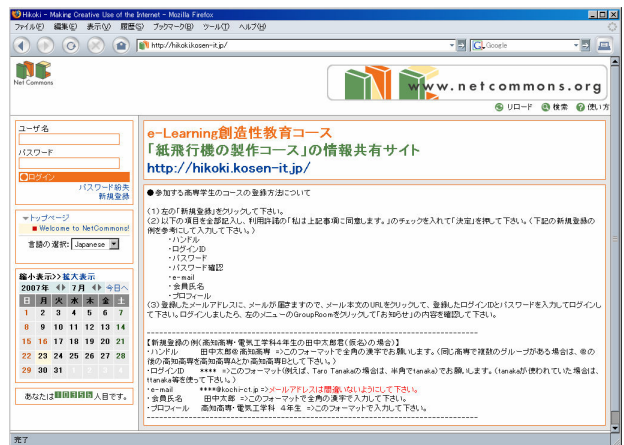 Hikoki - Making Creative Use of the Internet - Mozilla Firefox
ファイル(F) 編集(E) 表示(V) 履歴(S) ブックマーク(B) ツール(T) ヘルプ(H)
http://hikoki.kosen-it.jp/
Google
Net Commons
www.netcommons.org
リロード 検索 使い方
ユーザ名
パスワード
ログイン
パスワード紛失
新規登録
トップページ
Welcome to NetCommons!
言語の選択: Japanese
縮小表示>>拡大表示
2007年 7月 今日へ
日 月 火 水 木 金 土
1 2 3 4 5 6 7
8 9 10 11 12 13 14
15 16 17 18 19 20 21
22 23 24 25 26 27 28
29 30 31 1 2 3 4
あなたは
人目です。
e-Learning創造性教育コース
「紙飛行機の製作コース」の情報共有サイト
http://hikoki.kosen-it.jp/
●参加する高専学生のコースの登録方法について
(1)左の「新規登録」をクリックして下さい。
(2)以下の項目を全部記入し、利用許諾の「私は上記事項に同意します。」のチェックを入れて「決定」を押して下さい。(下記の新規登録の
例を参考にして入力して下さい。)
・ハンドル
・ログインID
・パスワード
・パスワード確認
・e-mail
・会員氏名
・プロフィール
(3)登録したメールアドレスに、メールが届きますので、メール本文のURLをクリックして、登録したログインIDとパスワードを入力してログインし
て下さい。ログインしましたら、左のメニューのGroupRoomをクリックして「お知らせ」の内容を確認して下さい。
【新規登録の例(高知高専・電気工学科4年生の田中太郎君(仮名)の場合)】
・ハンドル 田中太郎@高知高専 =>このフォーマットで全角の漢字でお願いします。(同じ高専で複数のグループがある場合は、@の
後の高知高専を高知高専Aとか高知高専Bとして下さい。)
・ログインID **** =>このフォーマット(例えば、Taro Tanakaの場合は、半角でtanaka)でお願いします。(tanakaが使われていた場合は、
ttanaka等を使って下さい。)
・e-mail ****@kochi-ct.jp =>メールアドレスは間違いないようにして下さい。
・会員氏名 田中太郎 =>このフォーマットで全角の漢字で入力して下さい。
・プロフィール 高知高専・電気工学科 4年生 =>このフォーマットで入力して下さい。
完了